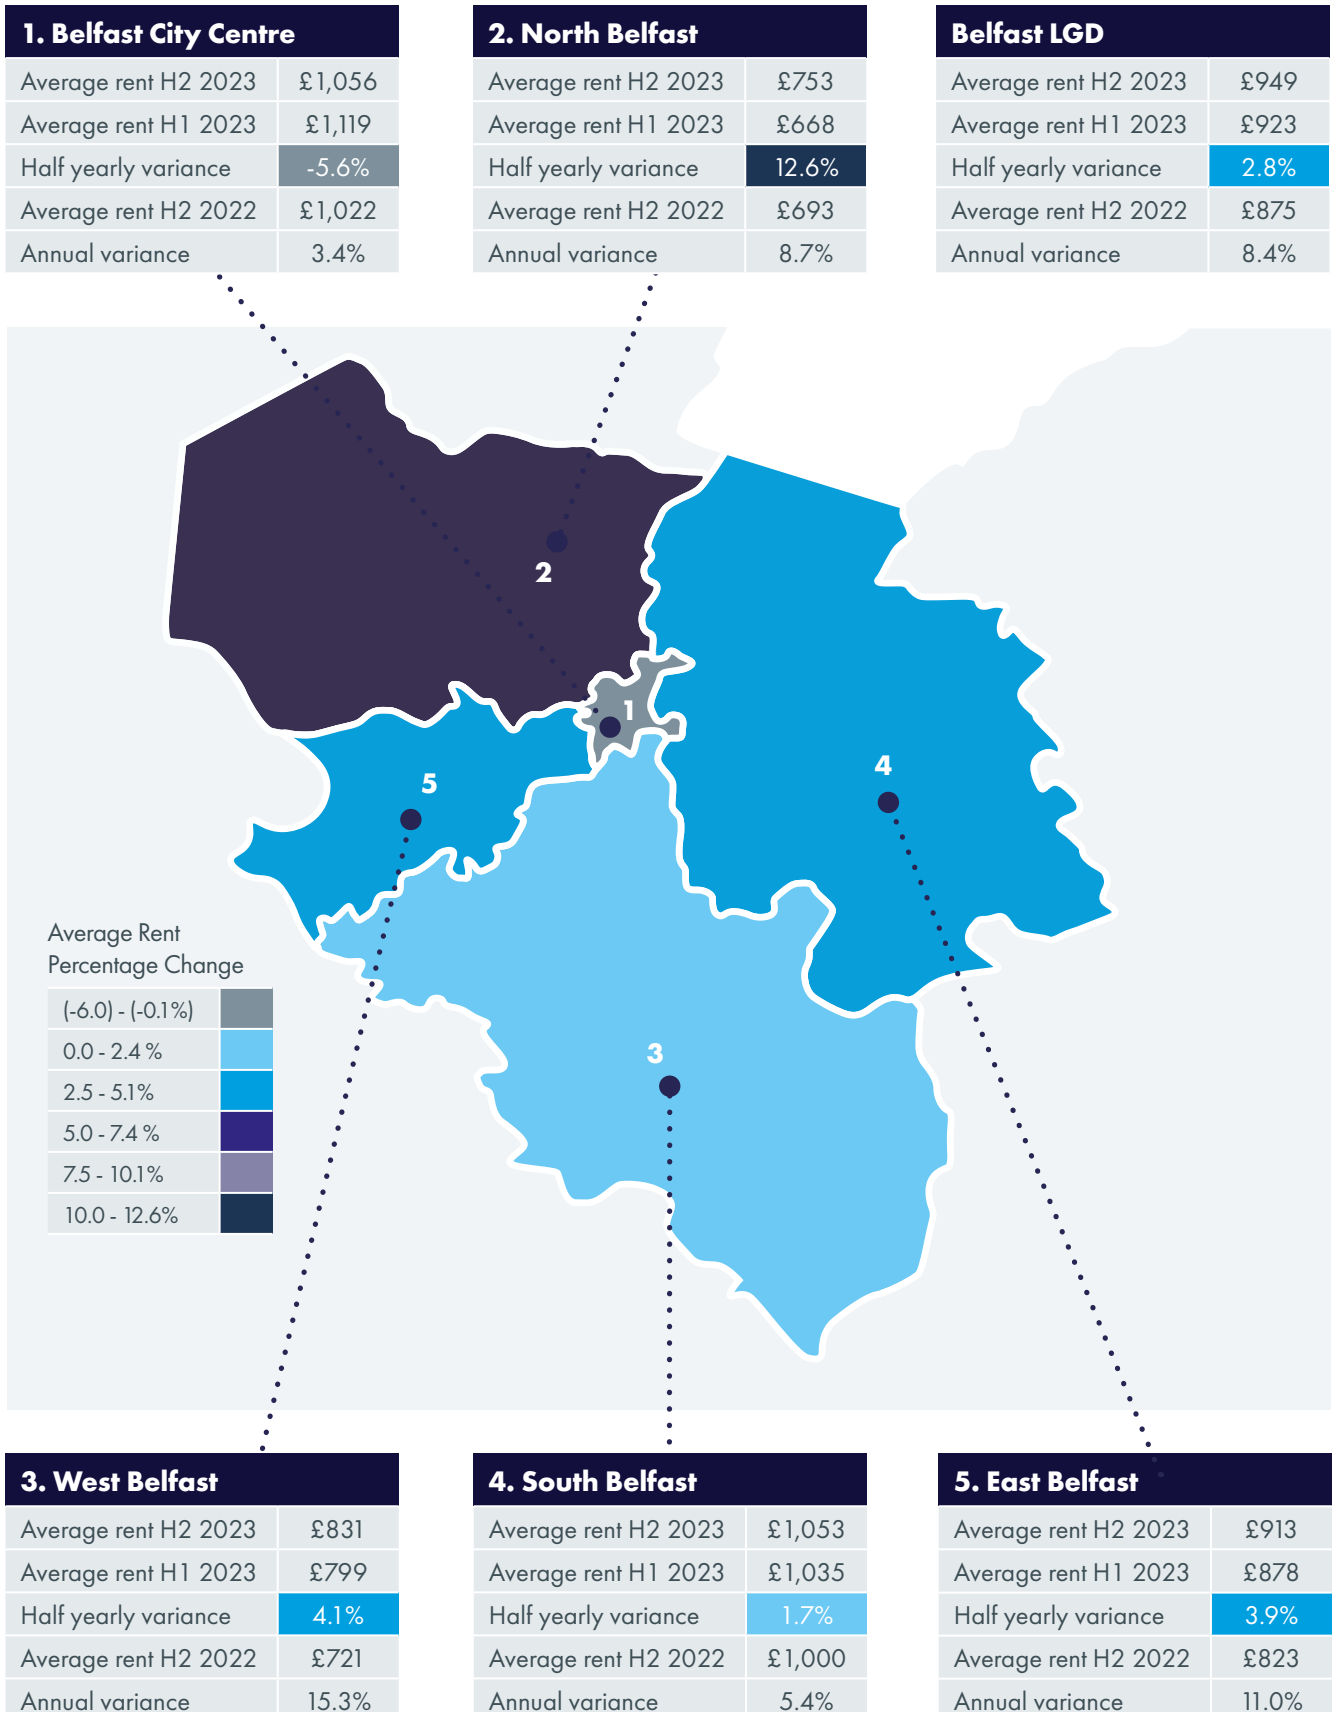 1. Belfast City Centre
Average rent H2 2023 £1,056
Average rent H1 2023 £1,119
Half yearly variance -5.6%
Average rent H2 2022 £1,022
Annual variance 3.4%
2. North Belfast
Average rent H2 2023 £753
Average rent H1 2023 £668
Half yearly variance 12.6%
Average rent H2 2022 £693
Annual variance 8.7%
Belfast LGD
Average rent H2 2023 £949
Average rent H1 2023 £923
Half yearly variance 2.8%
Average rent H2 2022 £875
Annual variance 8.4%
2
1
4
5
3
Average Rent
Percentage Change
(-6.0) - (-0.1%)
0.0 - 2.4 %
2.5 - 5.1%
5.0 - 7.4 %
7.5 - 10.1%
10.0 - 12.6%
3. West Belfast
Average rent H2 2023 £831
Average rent H1 2023 £799
Half yearly variance 4.1%
Average rent H2 2022 £721
Annual variance 15.3%
4. South Belfast
Average rent H2 2023 £1,053
Average rent H1 2023 £1,035
Half yearly variance 1.7%
Average rent H2 2022 £1,000
Annual variance 5.4%
5. East Belfast
Average rent H2 2023 £913
Average rent H1 2023 £878
Half yearly variance 3.9%
Average rent H2 2022 £823
Annual variance 11.0%